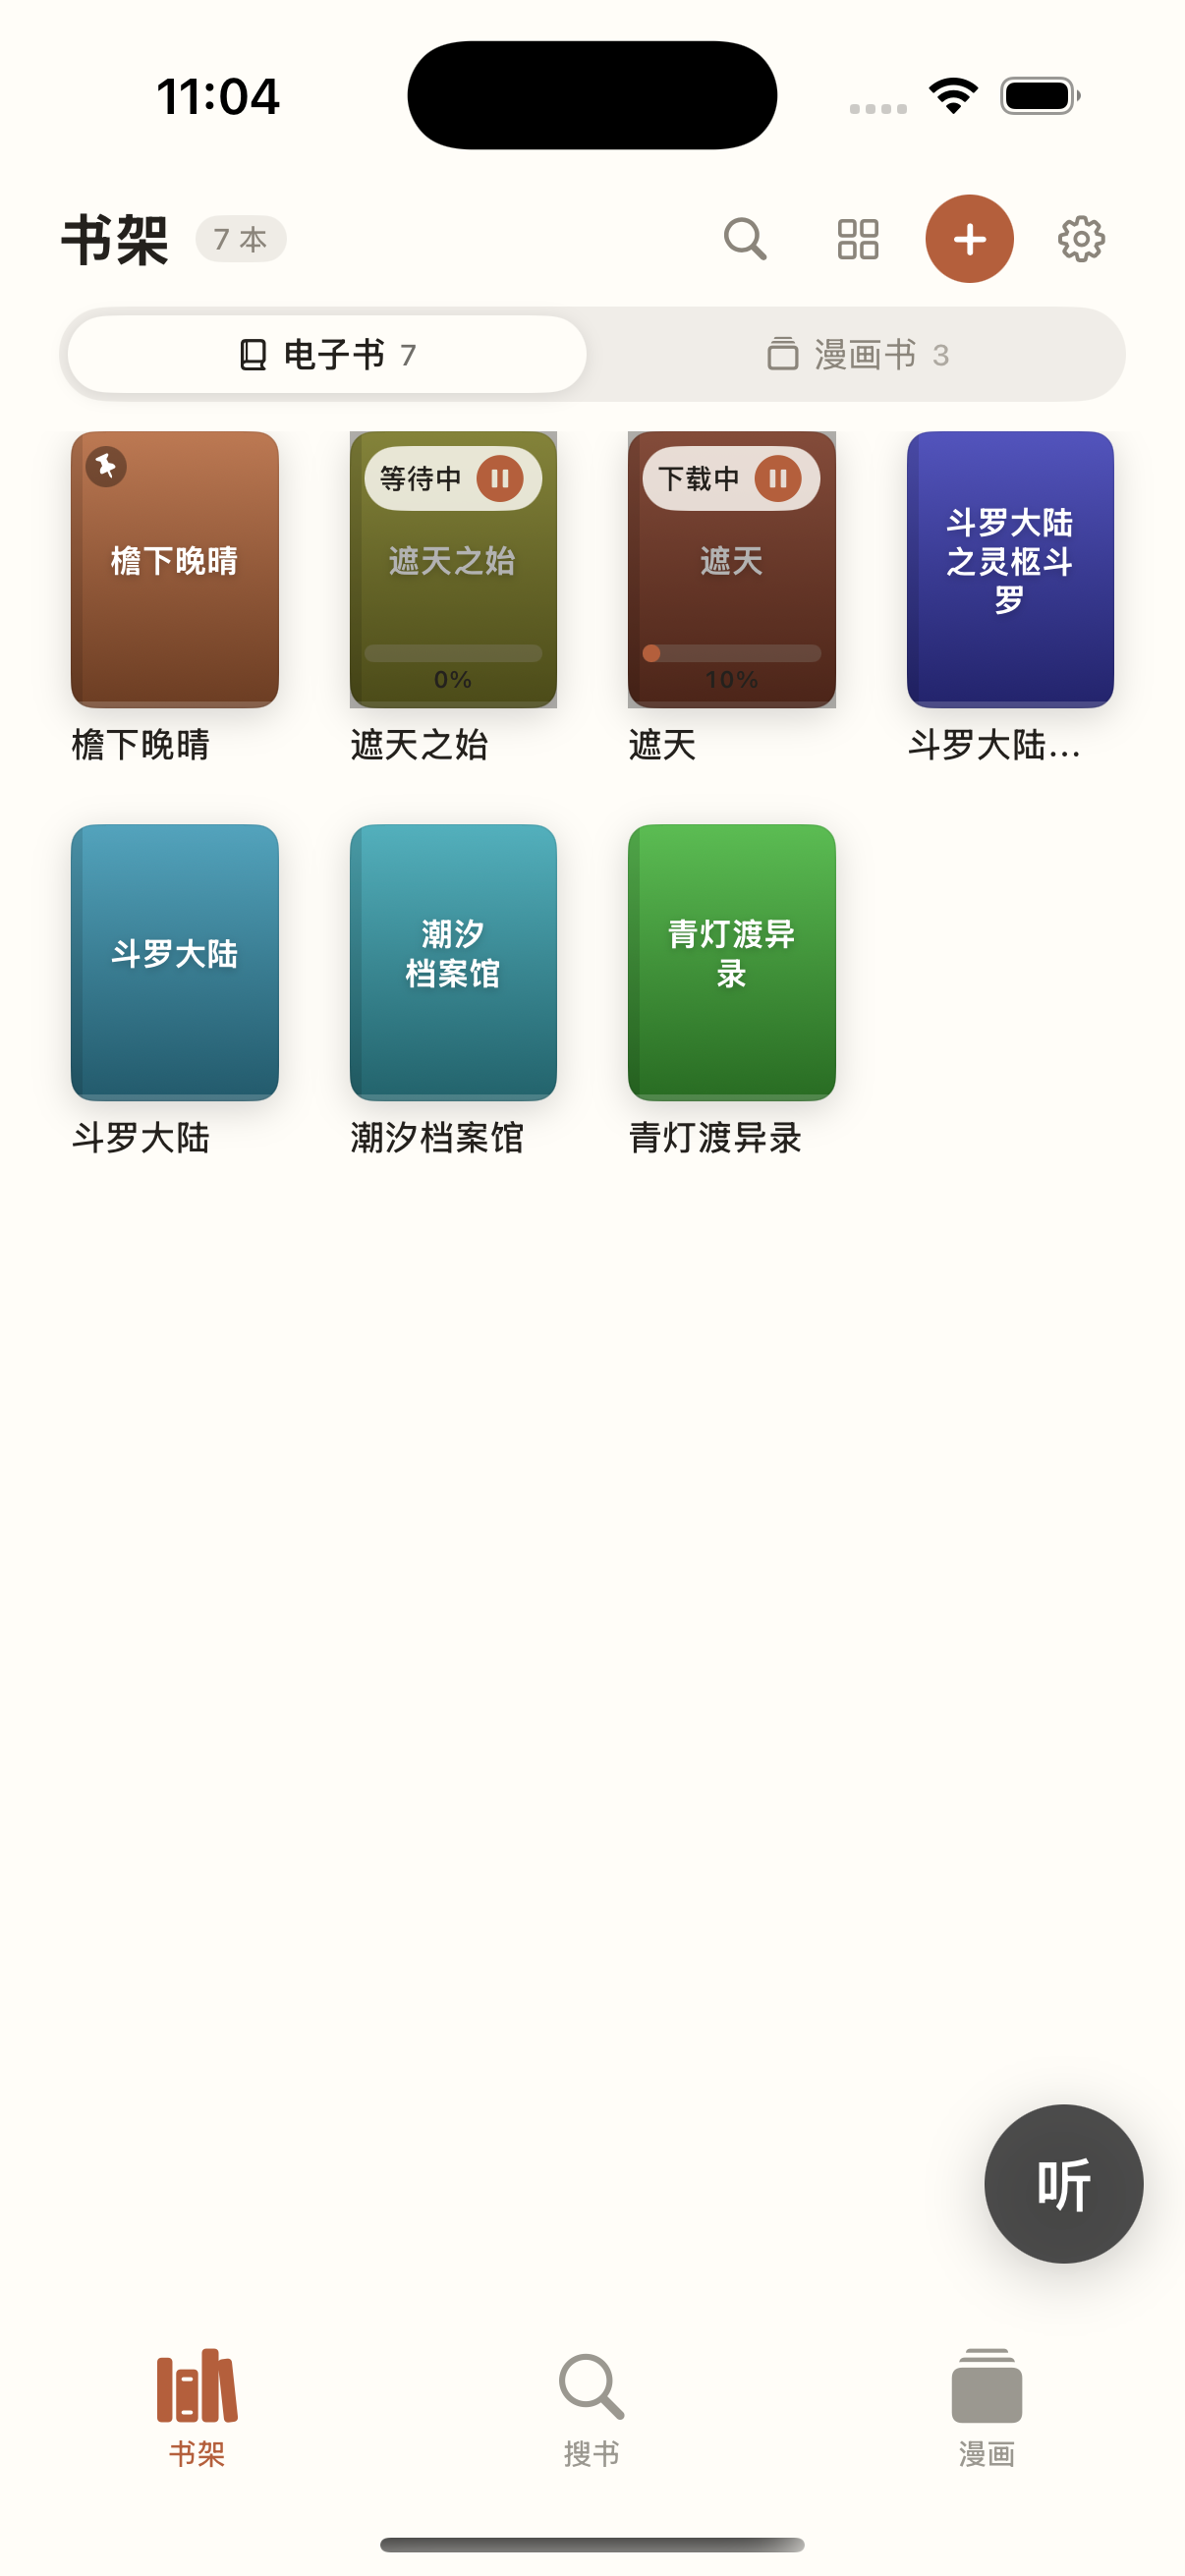 11:04
书架 7 本
电子书 7
漫画书 3
檐下晚晴
等待中
遮天之始
0%
下载中
遮天
10%
斗罗大陆
之灵柩斗
罗
檐下晚晴
遮天之始
遮天
斗罗大陆...
斗罗大陆
潮汐
档案馆
青灯渡异
录
斗罗大陆
潮汐档案馆
青灯渡异录
听
书架
搜书
漫画